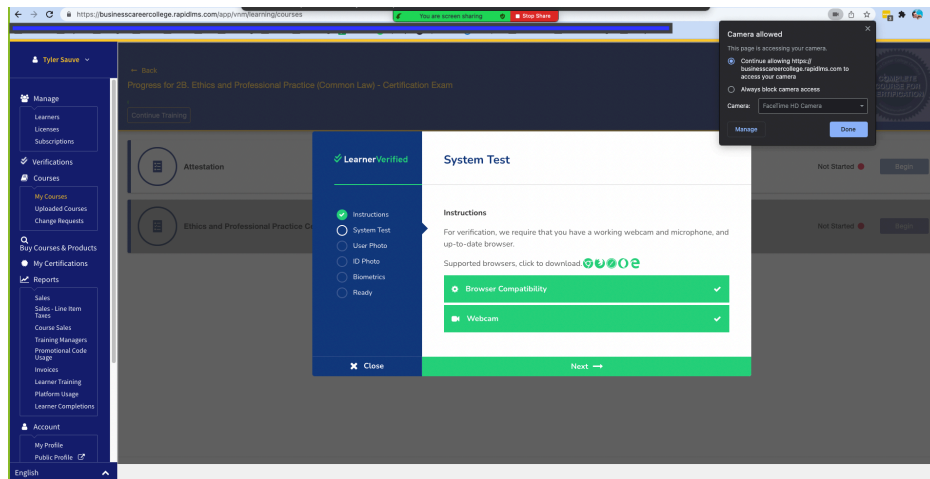 https://businesscareercollege.rapidlms.com/app/vnm/learning/courses
You are screen sharing
Stop Share
Tyler Sauve
Manage
Learners
Licenses
Subscriptions
Verifications
Courses
My Courses
Uploaded Courses
Change Requests
Buy Courses & Products
My Certifications
Reports
Sales
Sales - Line Item
Taxes
Course Sales
Training Managers
Promotional Code
Usage
Invoices
Learner Training
Platform Usage
Learner Completions
Account
My Profile
Public Profile
English
← Back
Progress for 2B. Ethics and Professional Practice (Common Law) - Certification Exam
Continue Training
Attestation
Not Started
Begin
Ethics and Professional Practice
Not Started
Begin
LearnerVerified
Instructions
System Test
User Photo
ID Photo
Biometrics
Ready
Close
System Test
Instructions
For verification, we require that you have a working webcam and microphone, and
up-to-date browser.
Supported browsers, click to download.
Browser Compatibility
Webcam
Next →
Camera allowed
This page is accessing your camera.
Continue allowing https://
businesscareercollege.rapidlms.com to
access your camera
Always block camera access
Camera:
FaceTime HD Camera
Manage
Done
COMPLETE
COURSE FOR
CERTIFICATION